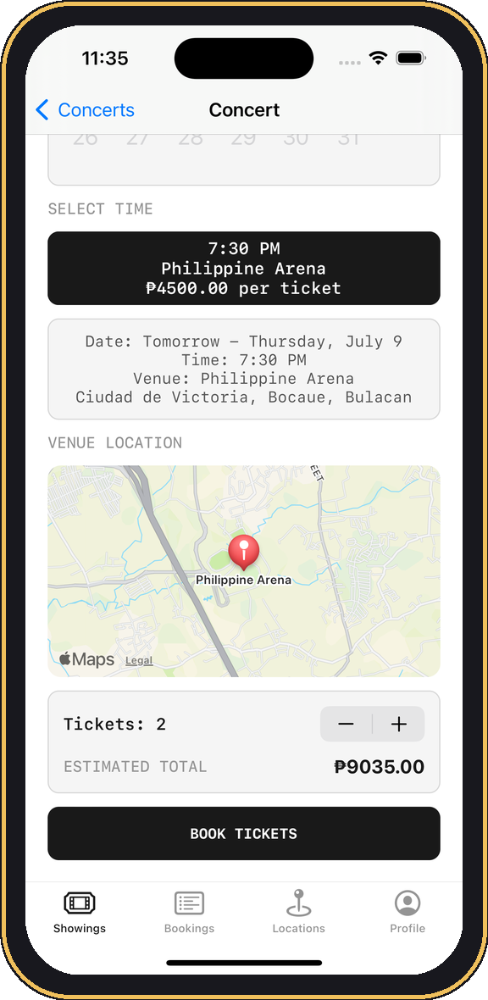 11:35
Concerts
Concert
26 27 28 29 30 31
SELECT TIME
7:30 PM
Philippine Arena
₱4500.00 per ticket
Date: Tomorrow — Thursday, July 9
Time: 7:30 PM
Venue: Philippine Arena
Ciudad de Victoria, Bocaue, Bulacan
VENUE LOCATION
EET
Philippine Arena
Maps Legal
Tickets: 2
ESTIMATED TOTAL ₱9035.00
BOOK TICKETS
Showings Bookings Locations Profile